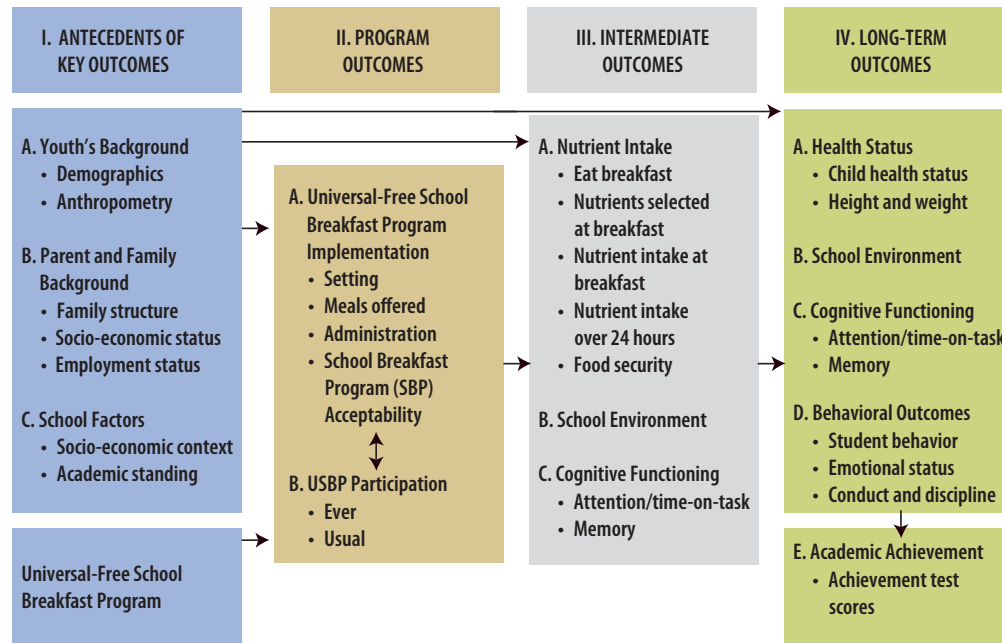 I. ANTECEDENTS OF
KEY OUTCOMES
II. PROGRAM
OUTCOMES
III. INTERMEDIATE
OUTCOMES
IV. LONG-TERM
OUTCOMES
A. Youth's Background
• Demographics
• Anthropometry
B. Parent and Family
Background
• Family structure
• Socio-economic status
• Employment status
C. School Factors
• Socio-economic context
• Academic standing
Universal-Free School
Breakfast Program
A. Universal-Free School
Breakfast Program
Implementation
• Setting
• Meals offered
• Administration
• School Breakfast
Program (SBP)
Acceptability
B. USBP Participation
• Ever
• Usual
A. Nutrient Intake
• Eat breakfast
• Nutrients selected
at breakfast
• Nutrient intake at
breakfast
• Nutrient intake
over 24 hours
• Food security
B. School Environment
C. Cognitive Functioning
• Attention/time-on-task
• Memory
A. Health Status
• Child health status
• Height and weight
B. School Environment
C. Cognitive Functioning
• Attention/time-on-task
• Memory
D. Behavioral Outcomes
• Student behavior
• Emotional status
• Conduct and discipline
E. Academic Achievement
• Achievement test
scores